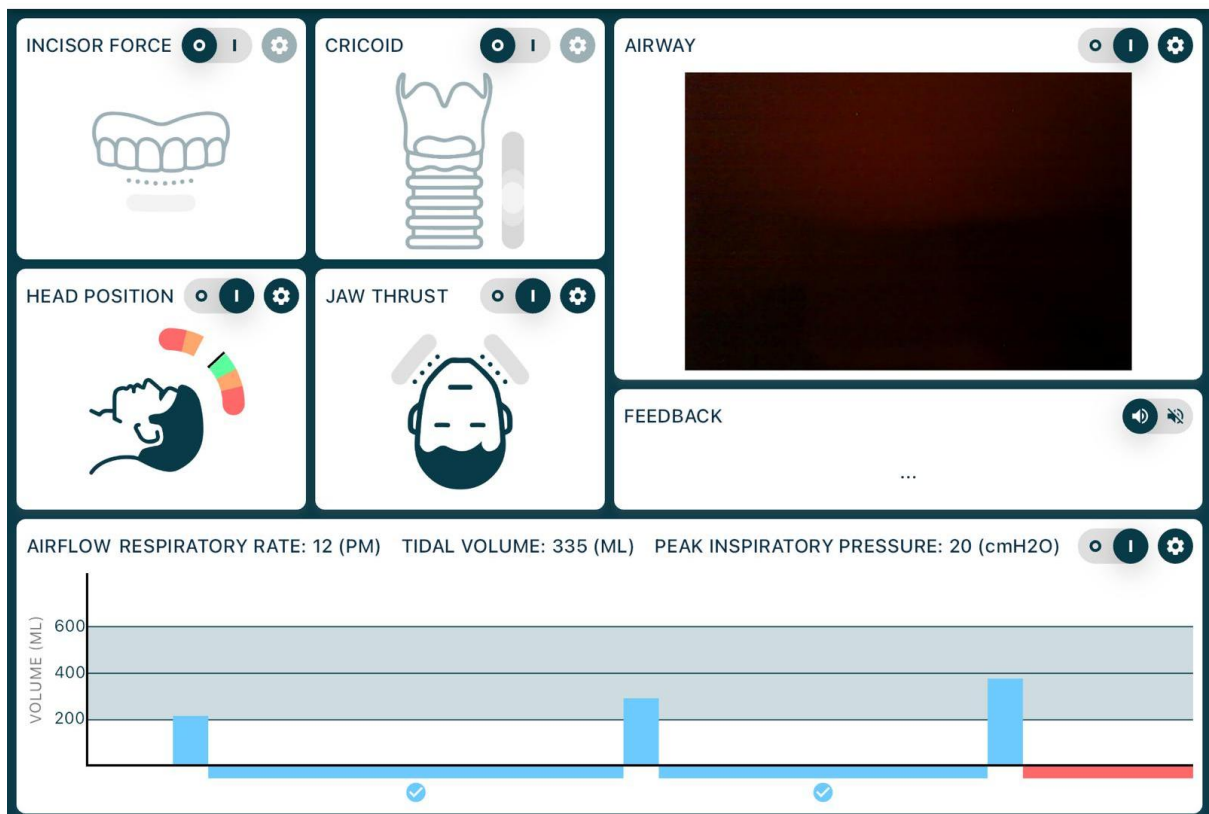 INCISOR FORCE O I
CRICOID O I
AIRWAY O I
HEAD POSITION O I
JAW THRUST O I
FEEDBACK
...
AIRFLOW RESPIRATORY RATE: 12 (PM) TIDAL VOLUME: 335 (ML) PEAK INSPIRATORY PRESSURE: 20 (cmH2O) O I
VOLUME (ML)
600
400
200